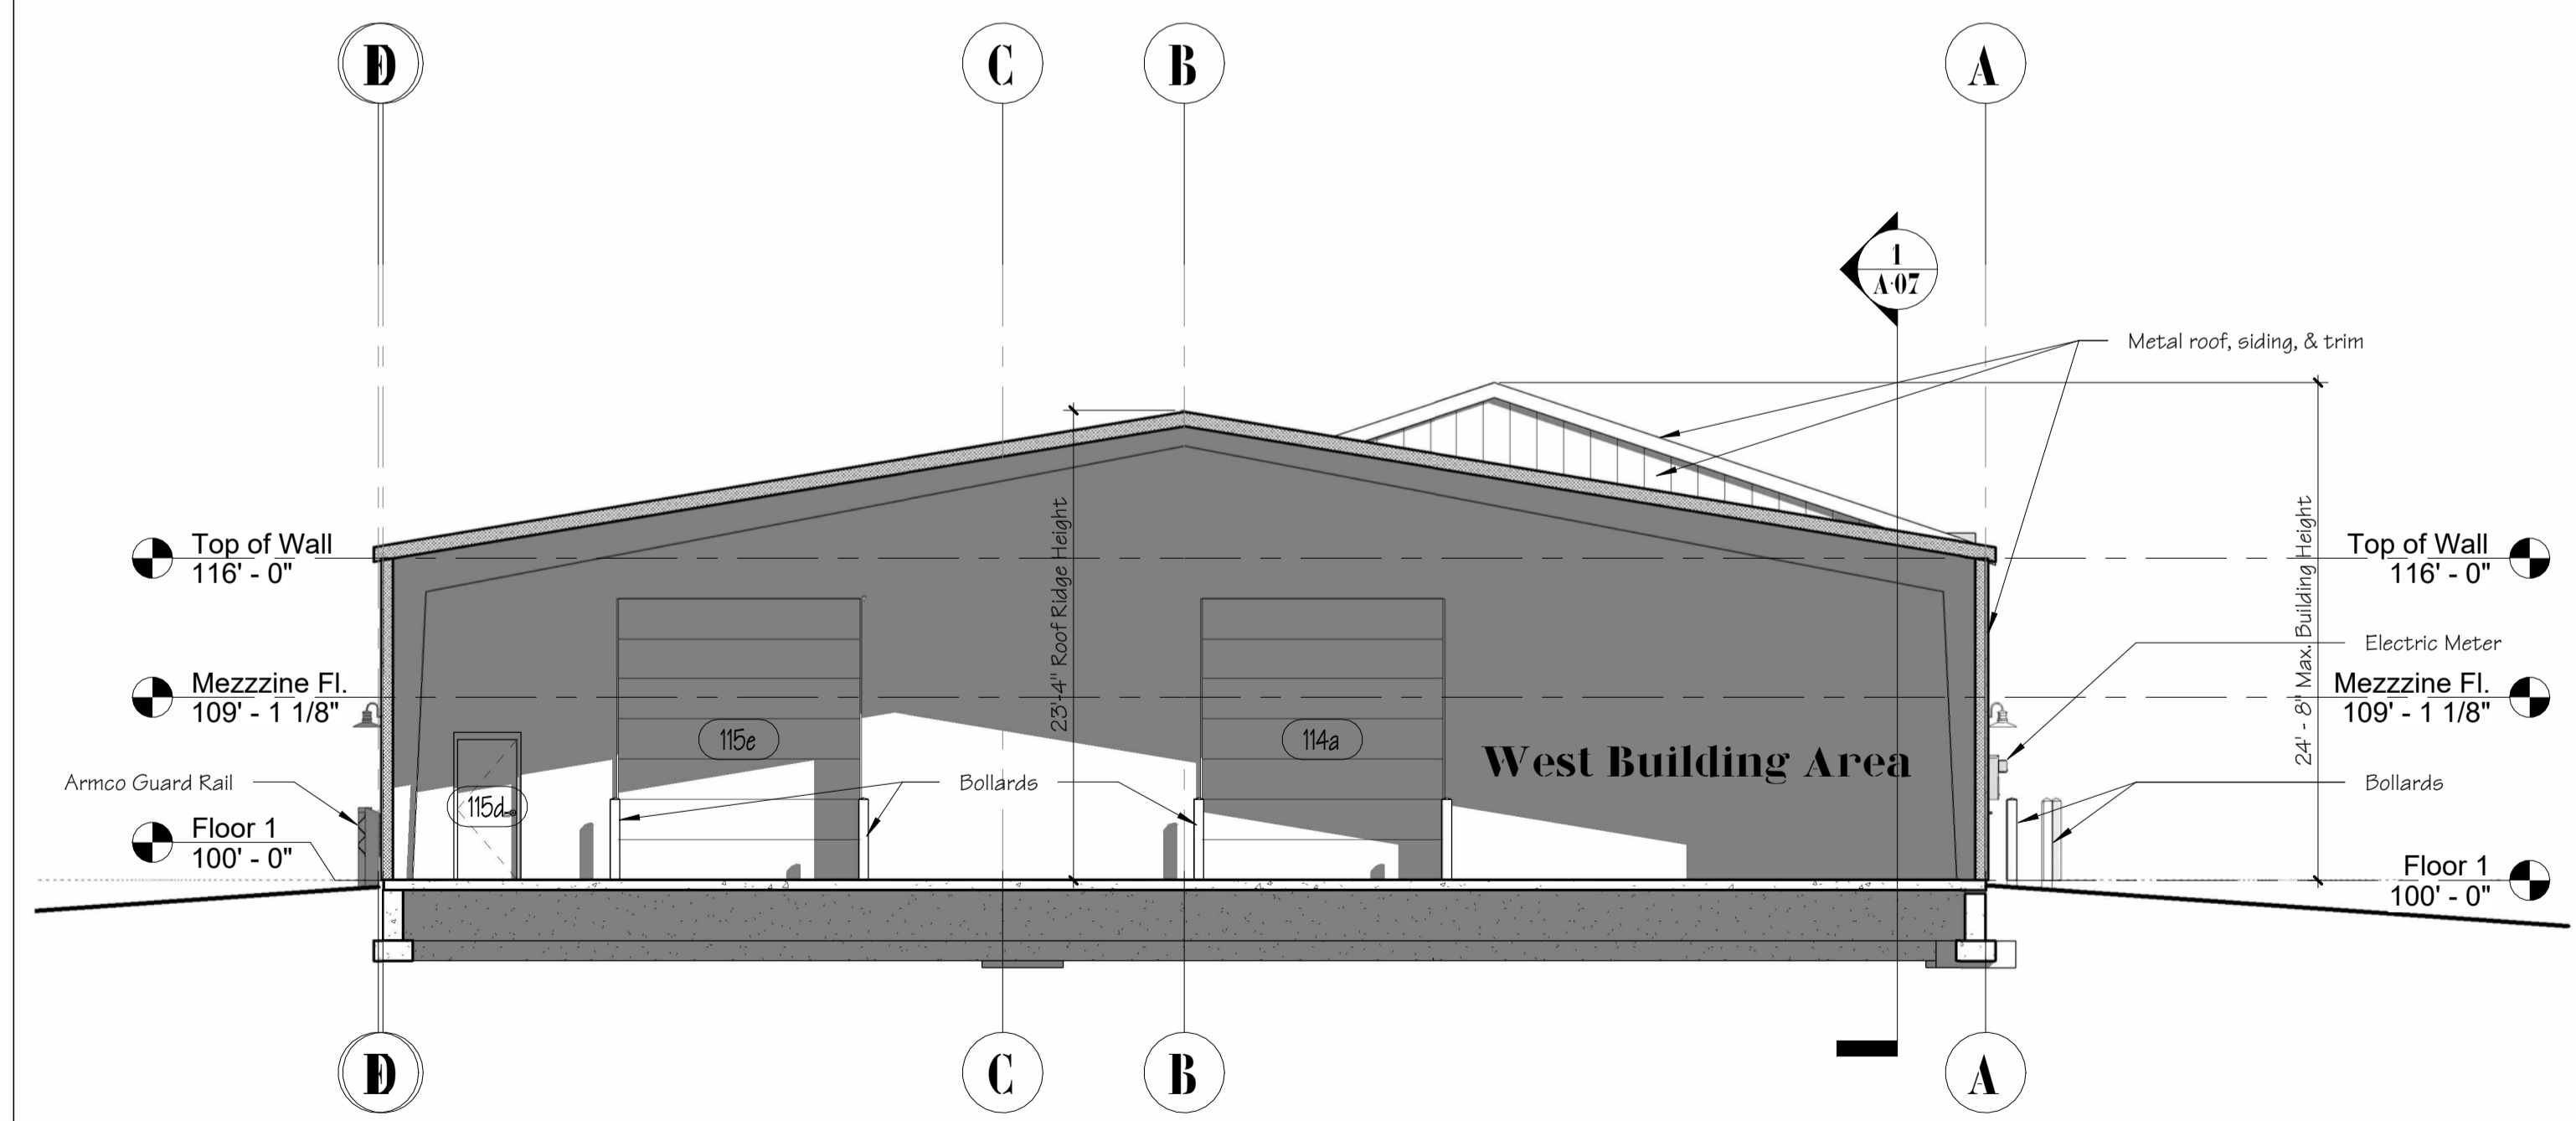 C
B
A
1
A-07
Metal roof, siding, & trim
23'-4" Roof Ridge Height
24' - 8" Max. Building Height
Top of Wall
116' - 0"
Top of Wall
116' - 0"
Electric Meter
Mezzzine Fl.
109' - 1 1/8"
Mezzzine Fl.
109' - 1 1/8"
115e
114a
West Building Area
Armco Guard Rail
115d
Bollards
Bollards
Floor 1
100' - 0"
Floor 1
100' - 0"
C
B
A